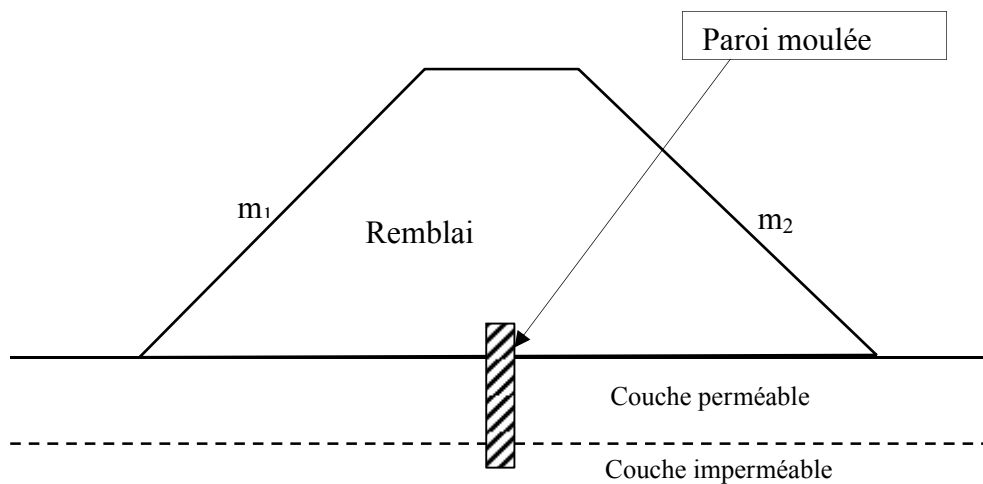 Paroi moulée
m₁
Remblai
m₂
Couche perméable
Couche imperméable